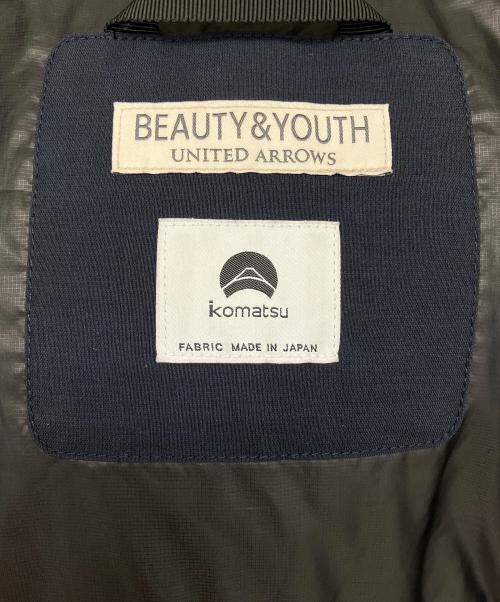 BEAUTY&YOUTH
UNITED ARROWS
komatsu
FABRIC MADE IN JAPAN